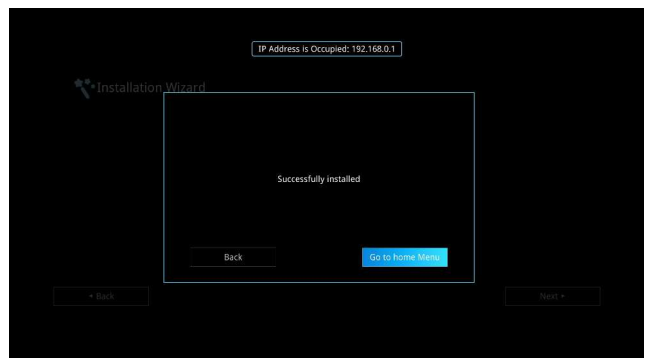 IP Address is Occupied: 192.168.0.1
Installation Wizard
Successfully installed
Back
Go to home Menu
Back
Next